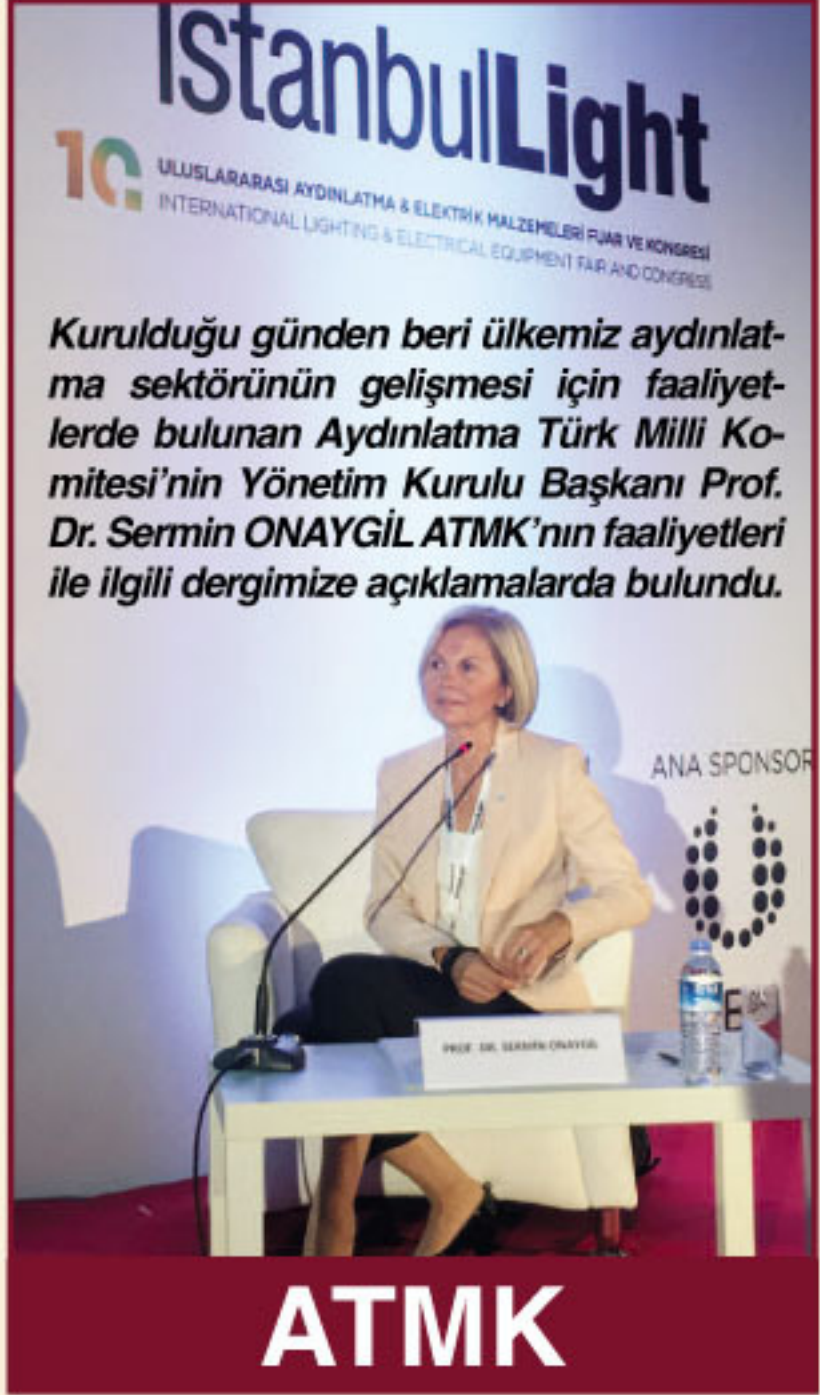 istanbulLight
10.
ULUSLARARASI AYDINLATMA & ELEKTRİK MALZEMELERİ FUAR VE KONGRESİ
INTERNATIONAL LIGHTING & ELECTRICAL EQUIPMENT FAIR AND CONGRESS
Kurulduğu günden beri ülkemiz aydınlat-
ma sektörünün gelişmesi için faaliyet-
lerde bulunan Aydınlatma Türk Milli Ko-
mitesi’nin Yönetim Kurulu Başkanı Prof.
Dr. Sermin ONAYGİL ATMK’nın faaliyetleri
ile ilgili dergimize açıklamalarda bulundu.
ANA SPONSOR
PROF. DR. SERMİN ONAYGİL
ATMK